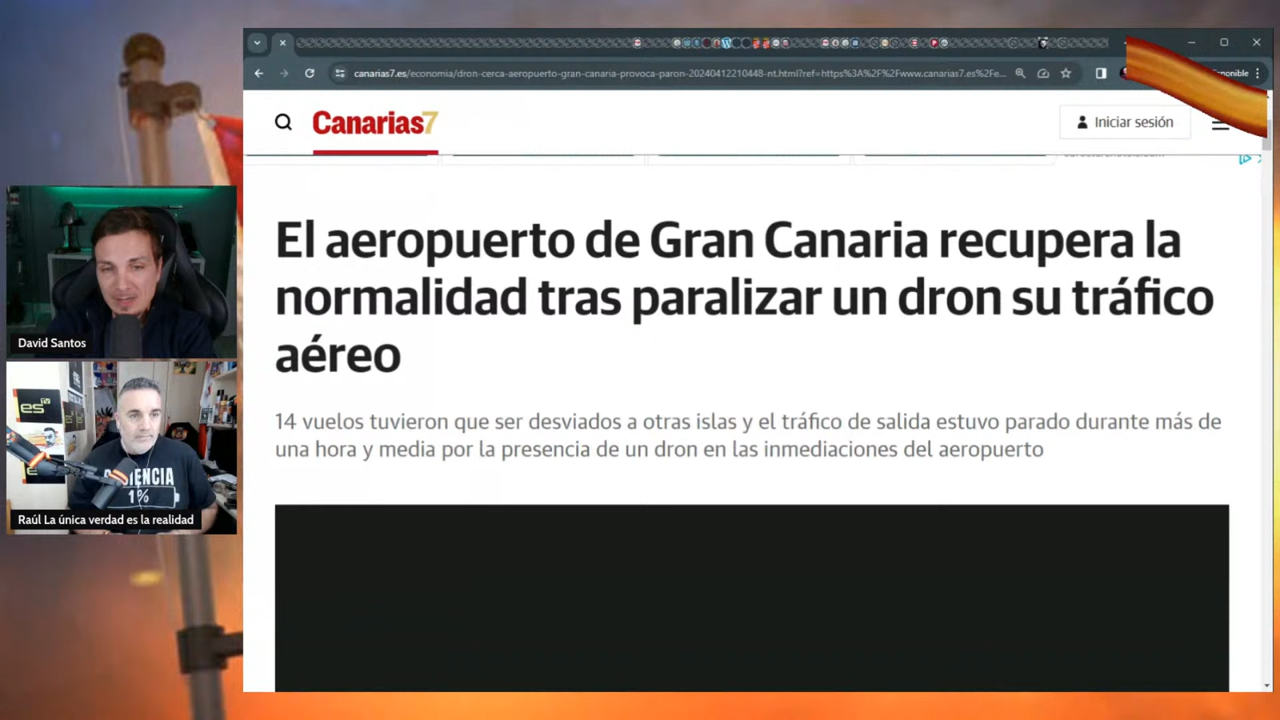 canarias7.es/economia/dron-cerca-aeropuerto-gran-canaria-provoca-paron-20240412210448-nt.html?ref=https%3A%2F%2Fwww.canarias7.es%2Fe...
Canarias7
Iniciar sesión
El aeropuerto de Gran Canaria recupera la
normalidad tras paralizar un dron su tráfico
aéreo
14 vuelos tuvieron que ser desviados a otras islas y el tráfico de salida estuvo parado durante más de
una hora y media por la presencia de un dron en las inmediaciones del aeropuerto
David Santos
es
1%
Raúl La única verdad es la realidad